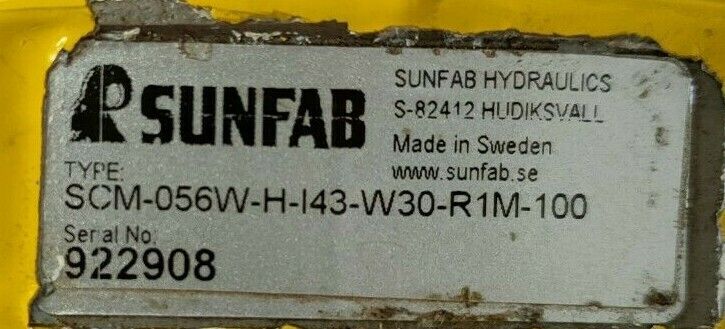 SUNFAB
SUNFAB HYDRAULICS
S-82412 HUDIKSVALL
Made in Sweden
www.sunfab.se
TYPE:
SCM-056W-H-I43-W30-R1M-100
Serial No:
922908